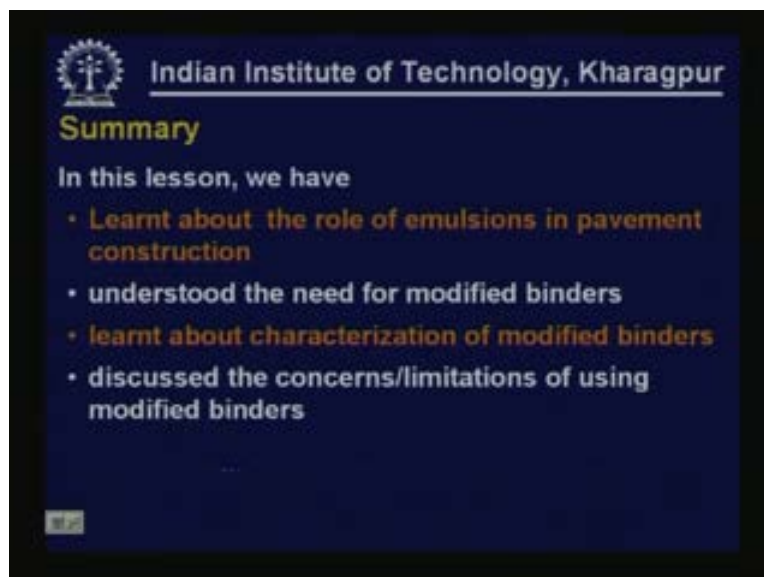 Indian Institute of Technology, Kharagpur
Summary
In this lesson, we have
• Learnt about the role of emulsions in pavement
construction
• understood the need for modified binders
• learnt about characterization of modified binders
• discussed the concerns/limitations of using
modified binders